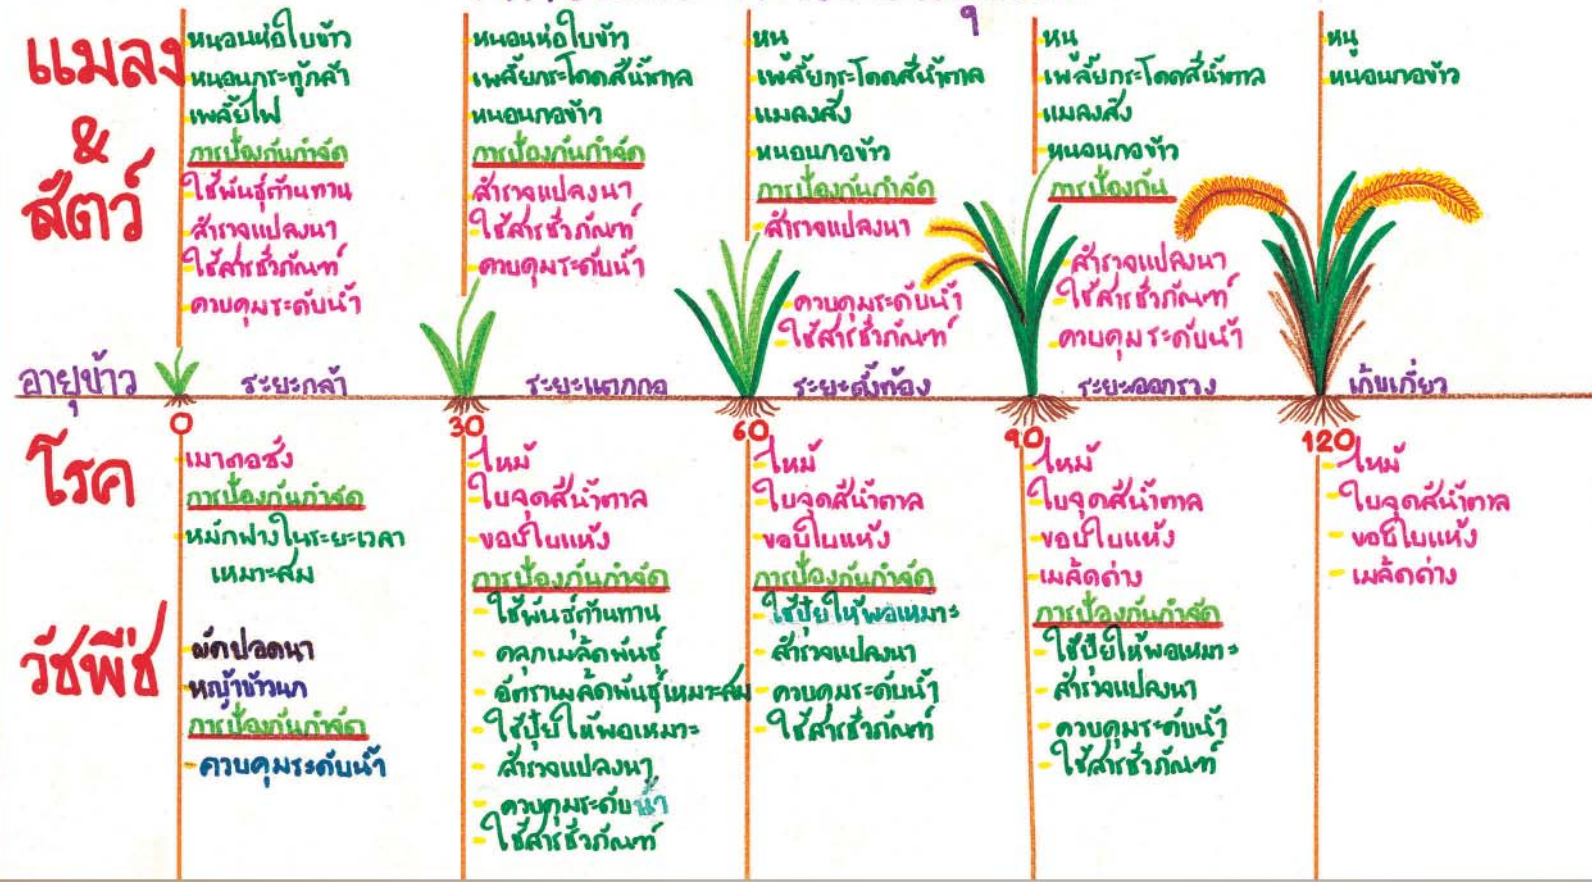 แมลง
&
สัตว์
หนอนห่อใบข้าว
หนอนกระทู้กล้า
เพลี้ยไฟ
การป้องกันกำจัด
ใช้พันธุ์ต้านทาน
สำรวจแปลงนา
ใช้สารชีวภัณฑ์
ควบคุมระดับน้ำ
หนอนห่อใบข้าว
เพลี้ยกระโดดสีน้ำตาล
หนอนกอข้าว
การป้องกันกำจัด
สำรวจแปลงนา
ใช้สารชีวภัณฑ์
ควบคุมระดับน้ำ
หนู
เพลี้ยกระโดดสีน้ำตาล
แมลงสิง
หนอนกอข้าว
การป้องกันกำจัด
สำรวจแปลงนา
ควบคุมระดับน้ำ
ใช้สารชีวภัณฑ์
หนู
เพลี้ยกระโดดสีน้ำตาล
แมลงสิง
หนอนกอข้าว
การป้องกัน
สำรวจแปลงนา
ใช้สารชีวภัณฑ์
ควบคุมระดับน้ำ
หนู
หนอนกอข้าว
อายุข้าว
ระยะกล้า
ระยะแตกกอ
ระยะตั้งท้อง
ระยะออกรวง
เก็บเกี่ยว
0
30
60
90
120
โรค
เมาตอซัง
การป้องกันกำจัด
หมักฟางในระยะเวลา
เหมาะสม
วัชพืช
ผักปอดนา
หญ้าข้าวนก
การป้องกันกำจัด
- ควบคุมระดับน้ำ
- ไหม้
- ใบจุดสีน้ำตาล
- ขอบใบแห้ง
การป้องกันกำจัด
- ใช้พันธุ์ต้านทาน
- คลุกเมล็ดพันธุ์
- อัตราเมล็ดพันธุ์เหมาะสม
- ใช้ปุ๋ยให้พอเหมาะ
- สำรวจแปลงนา
- ควบคุมระดับน้ำ
- ใช้สารชีวภัณฑ์
- ไหม้
- ใบจุดสีน้ำตาล
- ขอบใบแห้ง
การป้องกันกำจัด
- ใช้ปุ๋ยให้พอเหมาะ
- สำรวจแปลงนา
- ควบคุมระดับน้ำ
- ใช้สารชีวภัณฑ์
- ไหม้
- ใบจุดสีน้ำตาล
- ขอบใบแห้ง
- เมล็ดด่าง
การป้องกันกำจัด
- ใช้ปุ๋ยให้พอเหมาะ
- สำรวจแปลงนา
- ควบคุมระดับน้ำ
- ใช้สารชีวภัณฑ์
- ไหม้
- ใบจุดสีน้ำตาล
- ขอบใบแห้ง
- เมล็ดด่าง